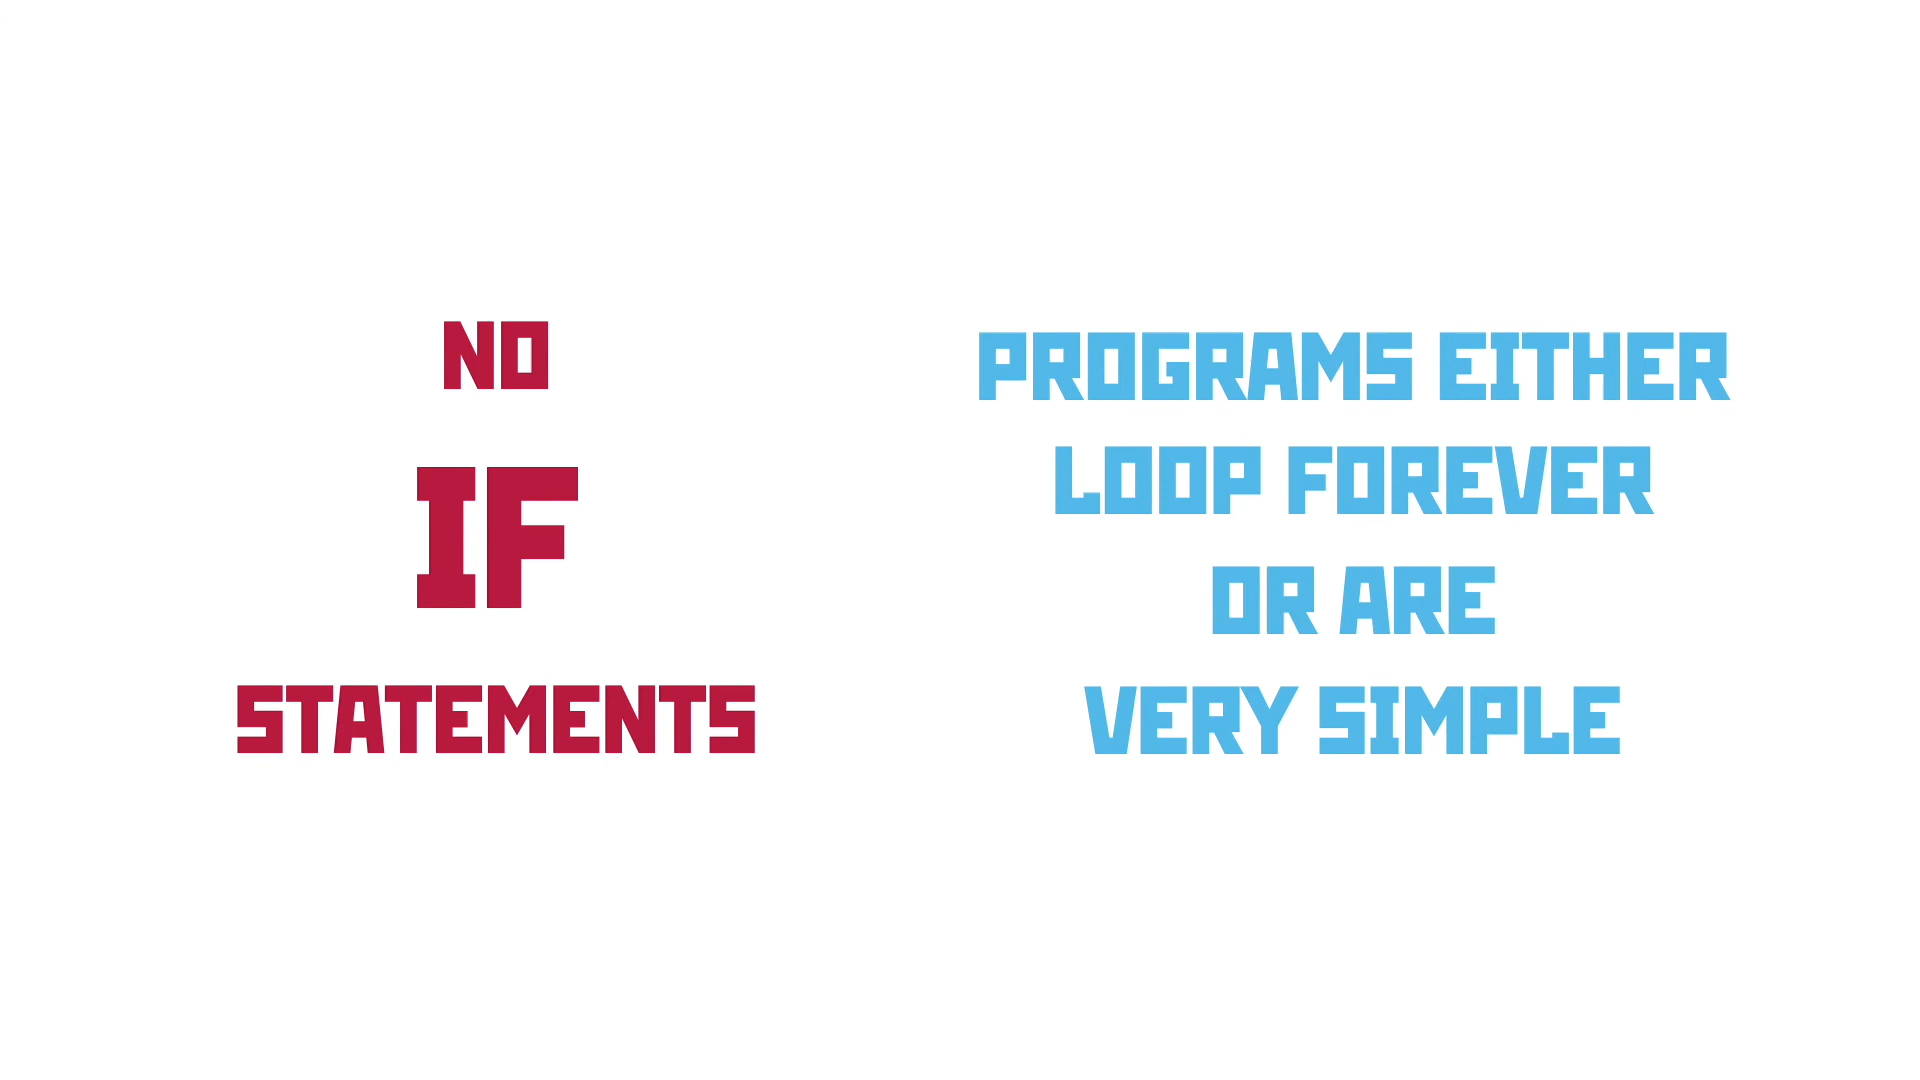 NO
IF
STATEMENTS
PROGRAMS EITHER
LOOP FOREVER
OR ARE
VERY SIMPLE